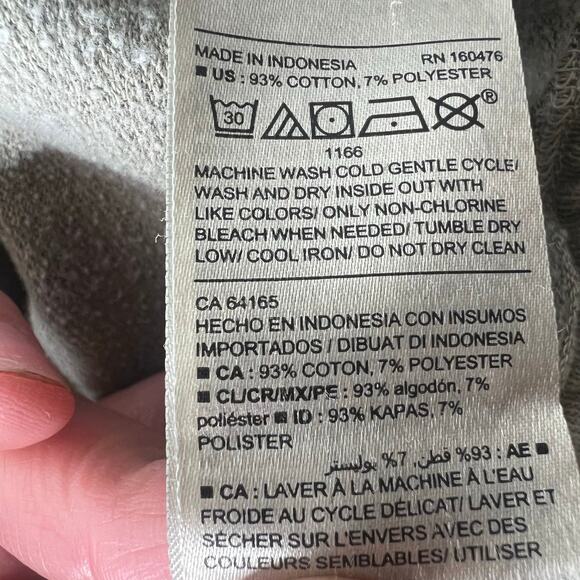 MADE IN INDONESIA RN 160476
■ US : 93% COTTON, 7% POLYESTER
30 ®
1166
MACHINE WASH COLD GENTLE CYCLE/
WASH AND DRY INSIDE OUT WITH
LIKE COLORS/ ONLY NON-CHLORINE
BLEACH WHEN NEEDED/ TUMBLE DRY
LOW/ COOL IRON/ DO NOT DRY CLEAN
CA 64165
HECHO EN INDONESIA CON INSUMOS
IMPORTADOS / DIBUAT DI INDONESIA
■ CA : 93% COTON, 7% POLYESTER
■ CL/CR/MX/PE : 93% algodón, 7%
poliéster ■ ID : 93% KAPAS, 7%
POLISTER
■ AE : 93% قطن, 7% بوليستر
■ CA : LAVER À LA MACHINE À L'EAU
FROIDE AU CYCLE DÉLICAT/ LAVER ET
SÉCHER SUR L'ENVERS AVEC DES
COULEURS SEMBLABLES/ UTILISER